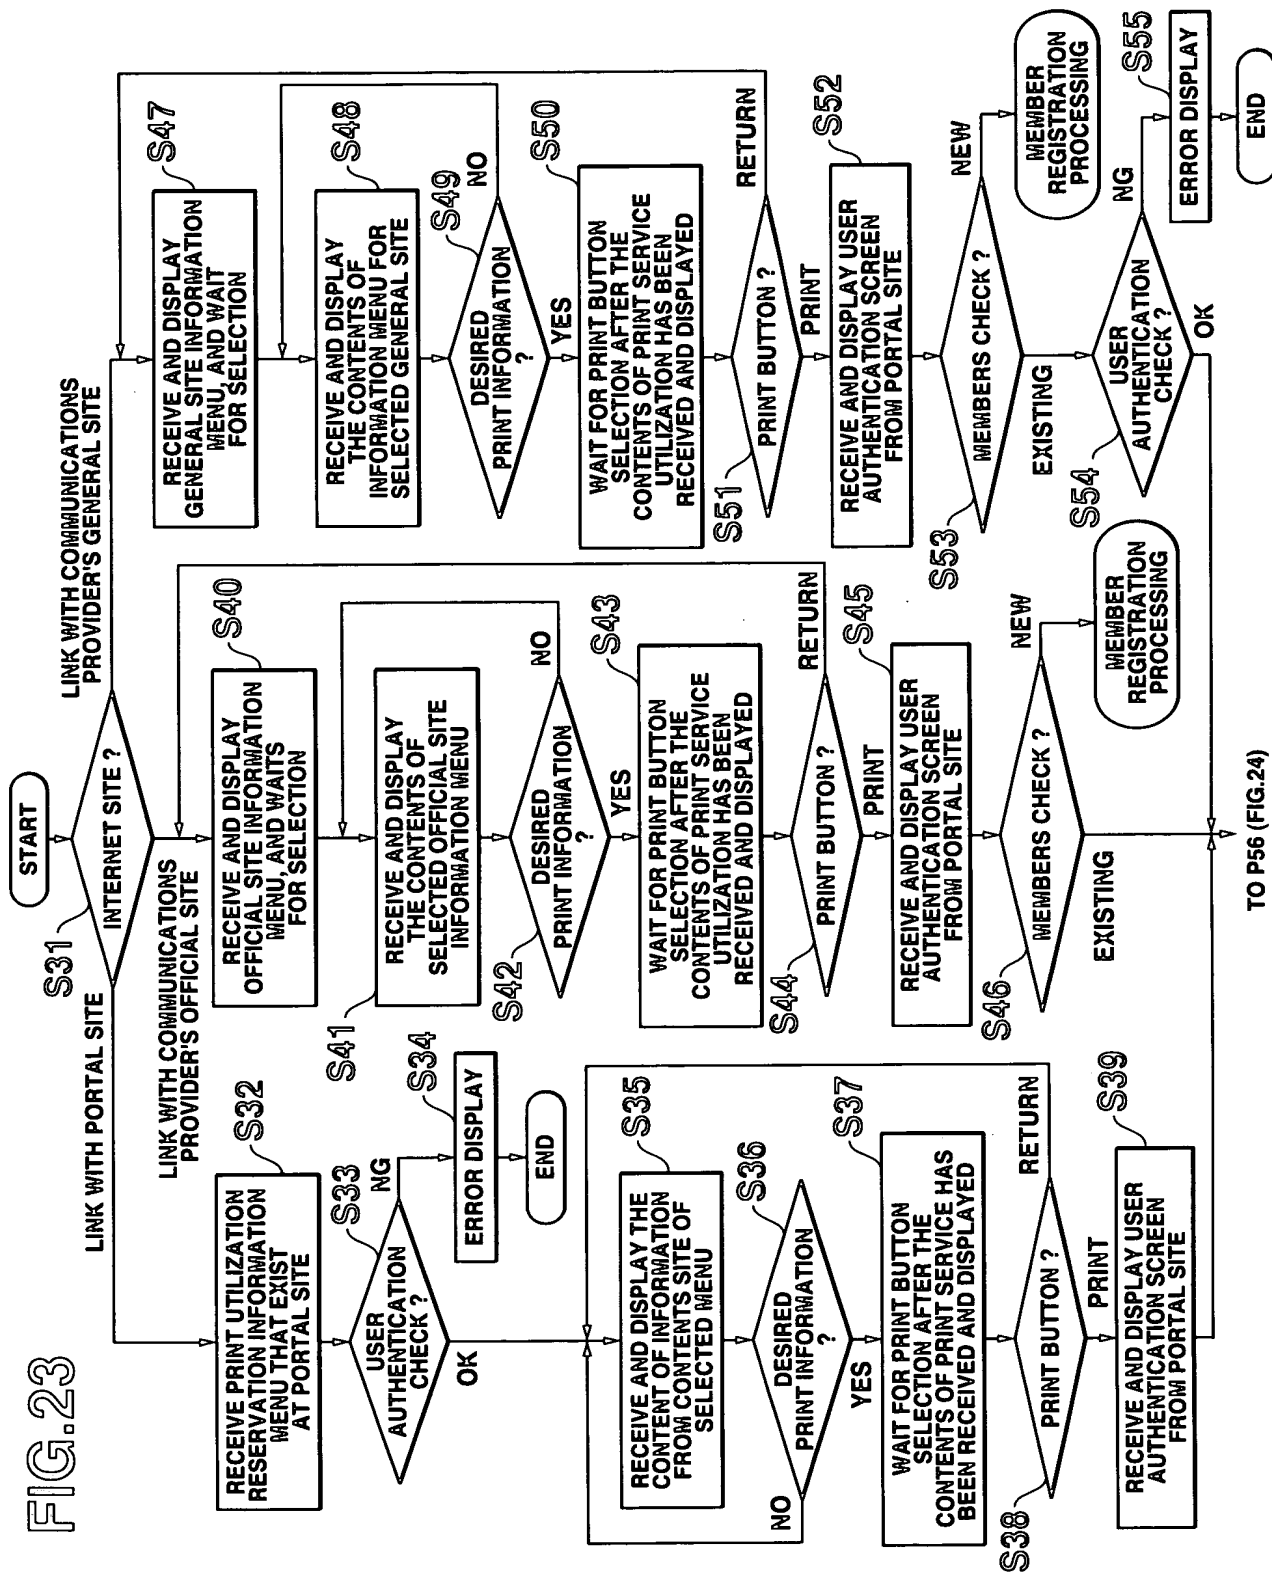 FIG.23
START
S31
INTERNET SITE ?
LINK WITH PORTAL SITE
LINK WITH COMMUNICATIONS
PROVIDER'S OFFICIAL SITE
LINK WITH COMMUNICATIONS
PROVIDER'S GENERAL SITE
S32
RECEIVE PRINT UTILIZATION
RESERVATION INFORMATION
MENU THAT EXIST
AT PORTAL SITE
S33
USER
AUTHENTICATION
CHECK ?
NG
OK
S34
ERROR DISPLAY
END
S35
RECEIVE AND DISPLAY THE
CONTENT OF INFORMATION
FROM CONTENTS SITE OF
SELECTED MENU
S36
DESIRED
PRINT INFORMATION
?
NO
YES
S37
WAIT FOR PRINT BUTTON
SELECTION AFTER THE
CONTENTS OF PRINT SERVICE HAS
BEEN RECEIVED AND DISPLAYED
S38
PRINT BUTTON ?
RETURN
PRINT
S39
RECEIVE AND DISPLAY USER
AUTHENTICATION SCREEN
FROM PORTAL SITE
S40
RECEIVE AND DISPLAY
OFFICIAL SITE INFORMATION
MENU, AND WAITS
FOR SELECTION
S41
RECEIVE AND DISPLAY
THE CONTENTS OF
SELECTED OFFICIAL SITE
INFORMATION MENU
S42
DESIRED
PRINT INFORMATION
?
NO
YES
S43
WAIT FOR PRINT BUTTON
SELECTION AFTER THE
CONTENTS OF PRINT SERVICE
UTILIZATION HAS BEEN
RECEIVED AND DISPLAYED
S44
PRINT BUTTON ?
RETURN
PRINT
S45
RECEIVE AND DISPLAY USER
AUTHENTICATION SCREEN
FROM PORTAL SITE
S46
MEMBERS CHECK ?
NEW
EXISTING
MEMBER
REGISTRATION
PROCESSING
S47
RECEIVE AND DISPLAY
GENERAL SITE INFORMATION
MENU, AND WAIT
FOR SELECTION
S48
RECEIVE AND DISPLAY
THE CONTENTS OF
INFORMATION MENU FOR
SELECTED GENERAL SITE
S49
DESIRED
PRINT INFORMATION
?
NO
YES
S50
WAIT FOR PRINT BUTTON
SELECTION AFTER THE
CONTENTS OF PRINT SERVICE
UTILIZATION HAS BEEN
RECEIVED AND DISPLAYED
S51
PRINT BUTTON ?
RETURN
PRINT
S52
RECEIVE AND DISPLAY USER
AUTHENTICATION SCREEN
FROM PORTAL SITE
S53
MEMBERS CHECK ?
NEW
EXISTING
MEMBER
REGISTRATION
PROCESSING
S54
USER
AUTHENTICATION
CHECK ?
NG
OK
S55
ERROR DISPLAY
END
TO P56 (FIG.24)